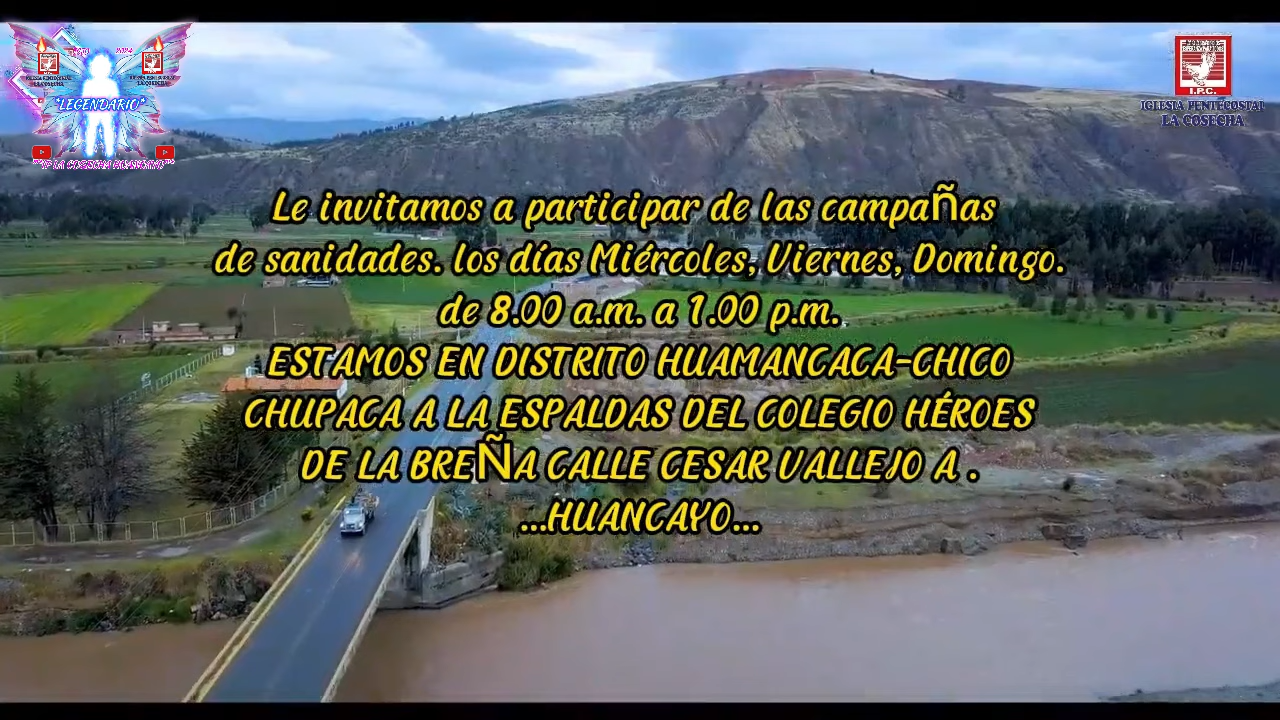 2024
"LEGENDARIO"
I.P.C.
IGLESIA PENTECOSTAL
LA COSECHA
Le invitamos a participar de las campañas
de sanidades. los días Miércoles, Viernes, Domingo.
de 8.00 a.m. a 1.00 p.m.
ESTAMOS EN DISTRITO HUAMANCACA-CHICO
CHUPACA A LA ESPALDAS DEL COLEGIO HÉROES
DE LA BREÑA CALLE CESAR VALLEJO A .
...HUANCAYO...